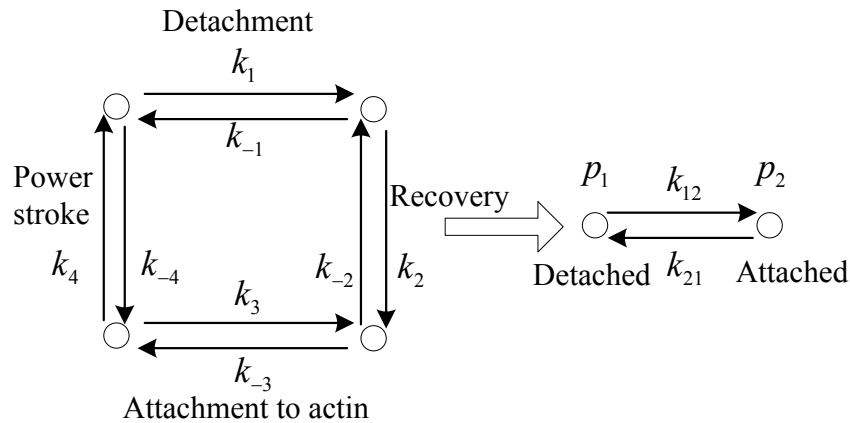 Detachment
k₁
k₋₁
Power
stroke
k₄
k₋₄
k₋₂
k₂
Recovery
k₃
k₋₃
Attachment to actin
p₁
k₁₂
p₂
k₂₁
Detached
Attached